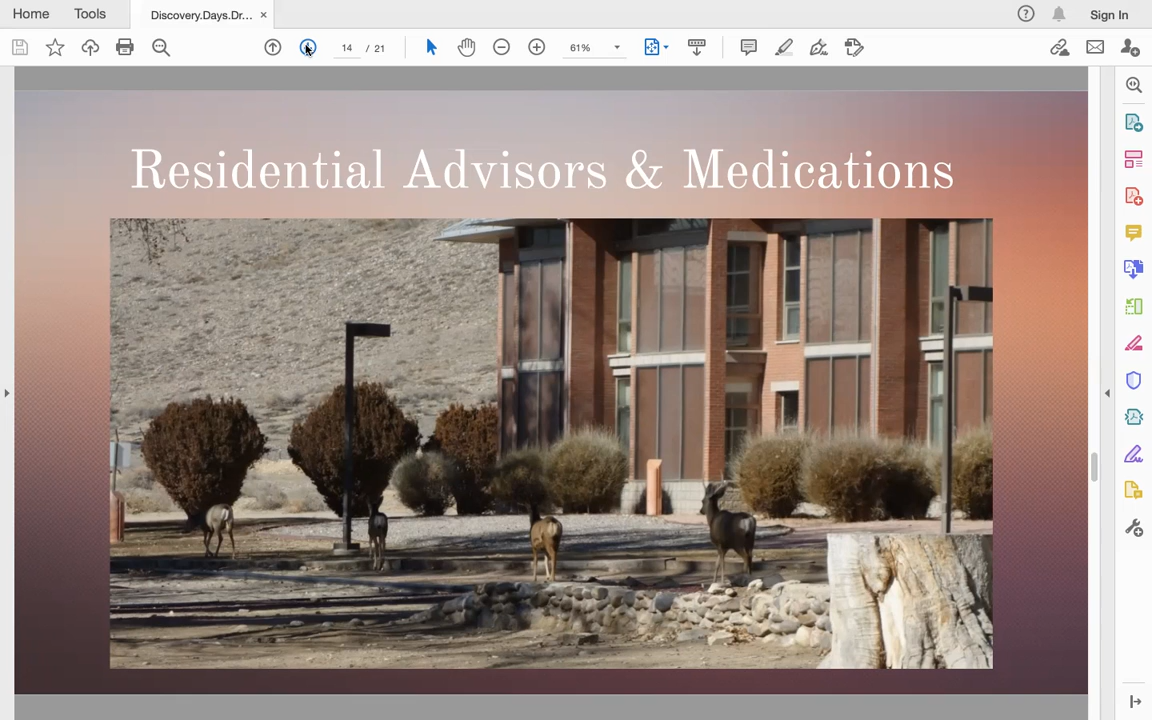 Home Tools Discovery.Days.Dr... × Sign In
14 / 21 61%
Residential Advisors & Medications